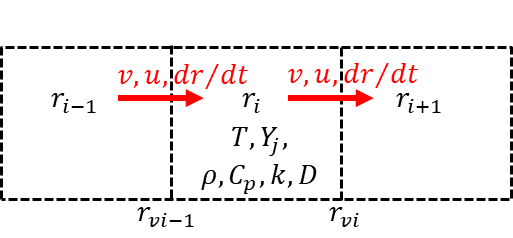 v, u, dr/dt v, u, dr/dt
r_{i-1} r_i r_{i+1}
T, Y_j,
ρ, C_p, k, D
r_{vi-1} r_{vi}